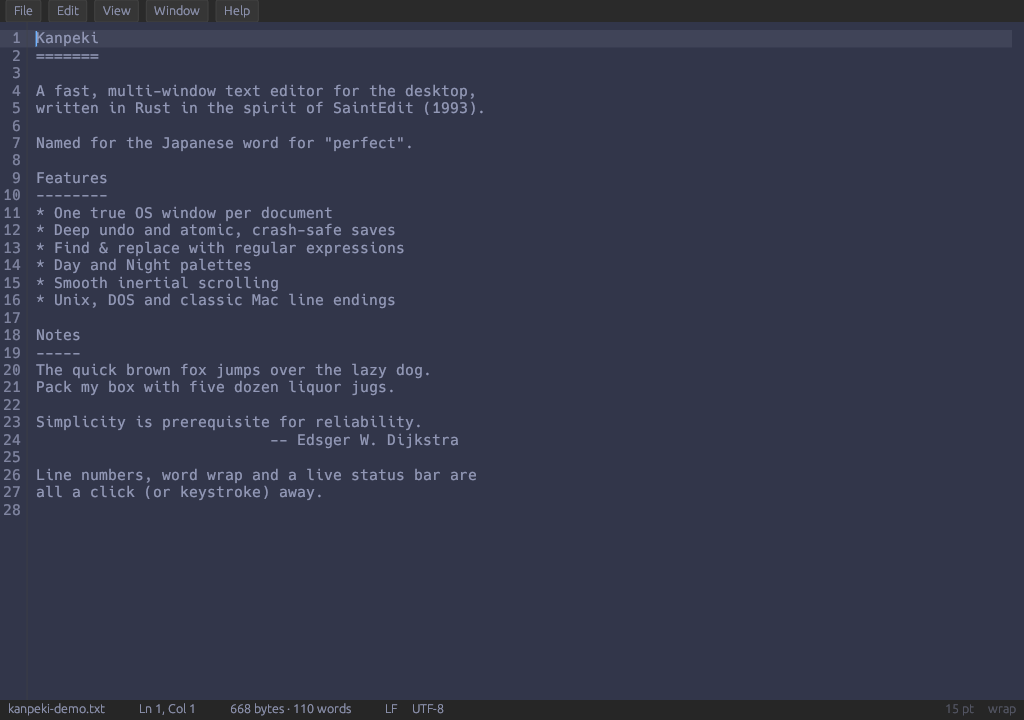 File Edit View Window Help
1 Kanpeki
2 =======
3
4 A fast, multi-window text editor for the desktop,
5 written in Rust in the spirit of SaintEdit (1993).
6
7 Named for the Japanese word for "perfect".
8
9 Features
10 --------
11 * One true OS window per document
12 * Deep undo and atomic, crash-safe saves
13 * Find & replace with regular expressions
14 * Day and Night palettes
15 * Smooth inertial scrolling
16 * Unix, DOS and classic Mac line endings
17
18 Notes
19 -----
20 The quick brown fox jumps over the lazy dog.
21 Pack my box with five dozen liquor jugs.
22
23 Simplicity is prerequisite for reliability.
24                           -- Edsger W. Dijkstra
25
26 Line numbers, word wrap and a live status bar are
27 all a click (or keystroke) away.
28
kanpeki-demo.txt Ln 1, Col 1 668 bytes · 110 words LF UTF-8 15 pt wrap